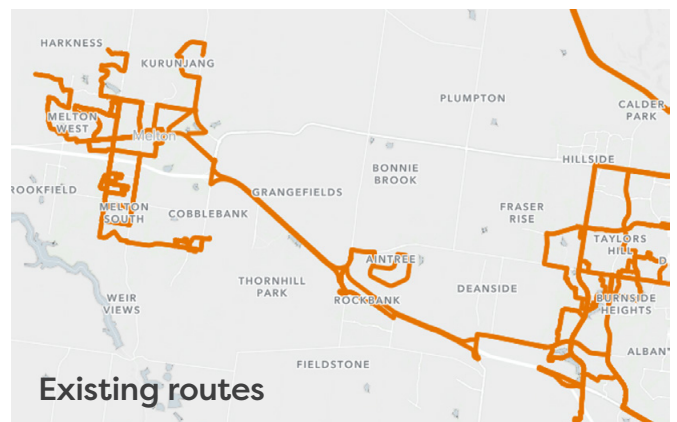 HARKNESS
KURUNJANG
PLUMPTON
CALDER
PARK
MELTON
WEST
Melton
HILLSIDE
BONNIE
BROOK
ROOKFIELD
GRANGEFIELDS
MELTON
SOUTH
COBBLEBANK
FRASER
RISE
TAYLORS
HILL
D
AINTREE
THORNHILL
PARK
ROCKBANK
DEANSIDE
WEIR
VIEWS
BURNSIDE
HEIGHTS
ALBAN
FIELDSTONE
Existing routes